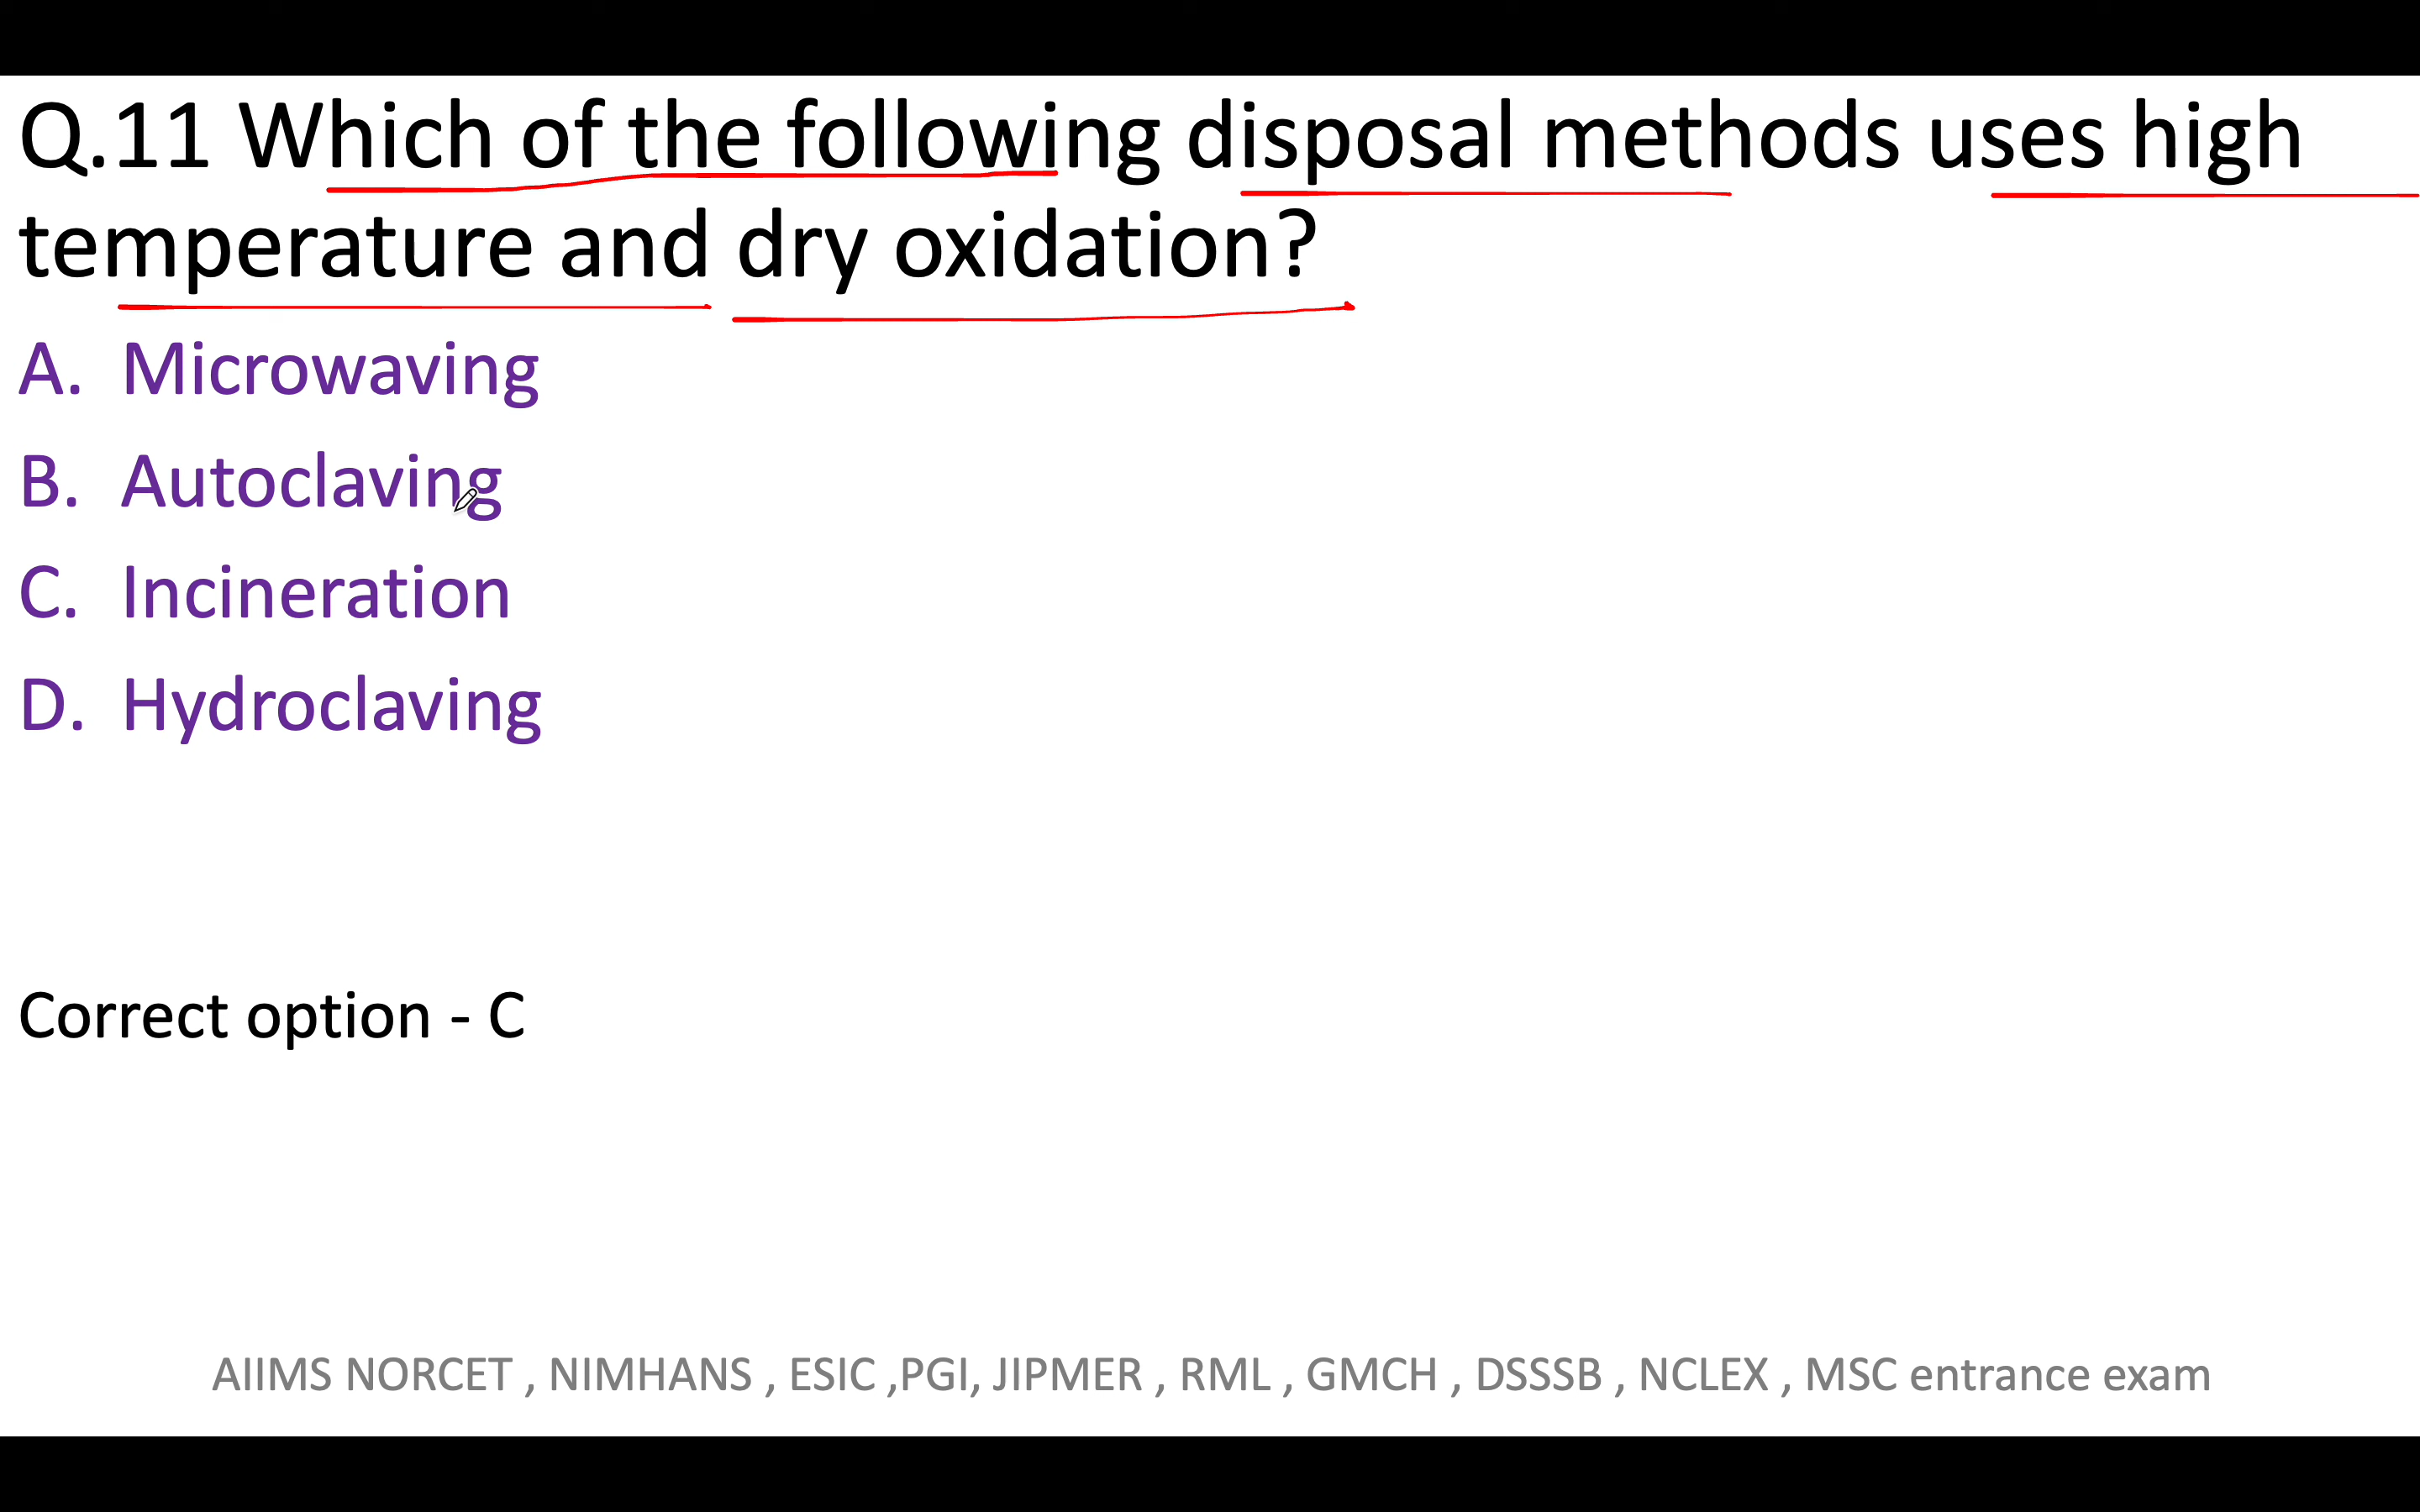 Q.11 Which of the following disposal methods uses high
temperature and dry oxidation?
A. Microwaving
B. Autoclaving
C. Incineration
D. Hydroclaving
Correct option - C
AIIMS NORCET , NIMHANS , ESIC ,PGI, JIPMER , RML , GMCH , DSSSB , NCLEX , MSC entrance exam